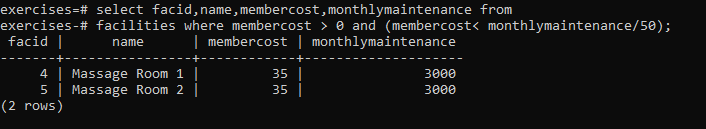 exercises=# select facid,name,membercost,monthlymaintenance from
exercises-# facilities where membercost > 0 and (membercost< monthlymaintenance/50);
 facid |      name      | membercost | monthlymaintenance
-------+----------------+------------+--------------------
     4 | Massage Room 1 |         35 |               3000
     5 | Massage Room 2 |         35 |               3000
(2 rows)